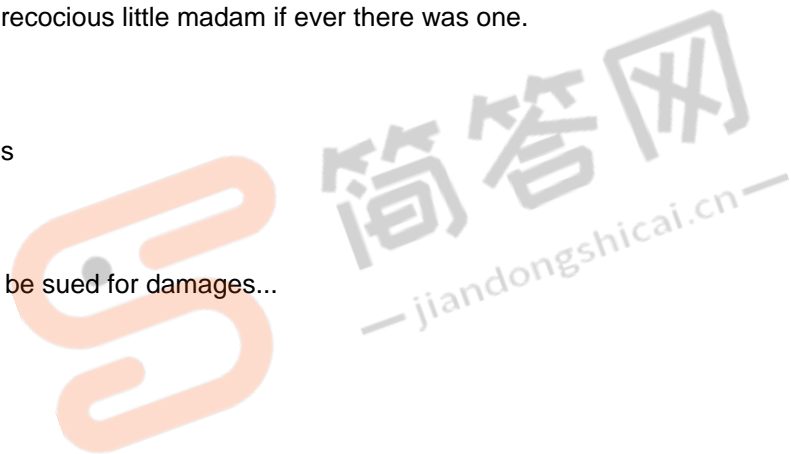 recocious little madam if ever there was one.
s
be sued for damages...
简答网
jiandongshicai.cn